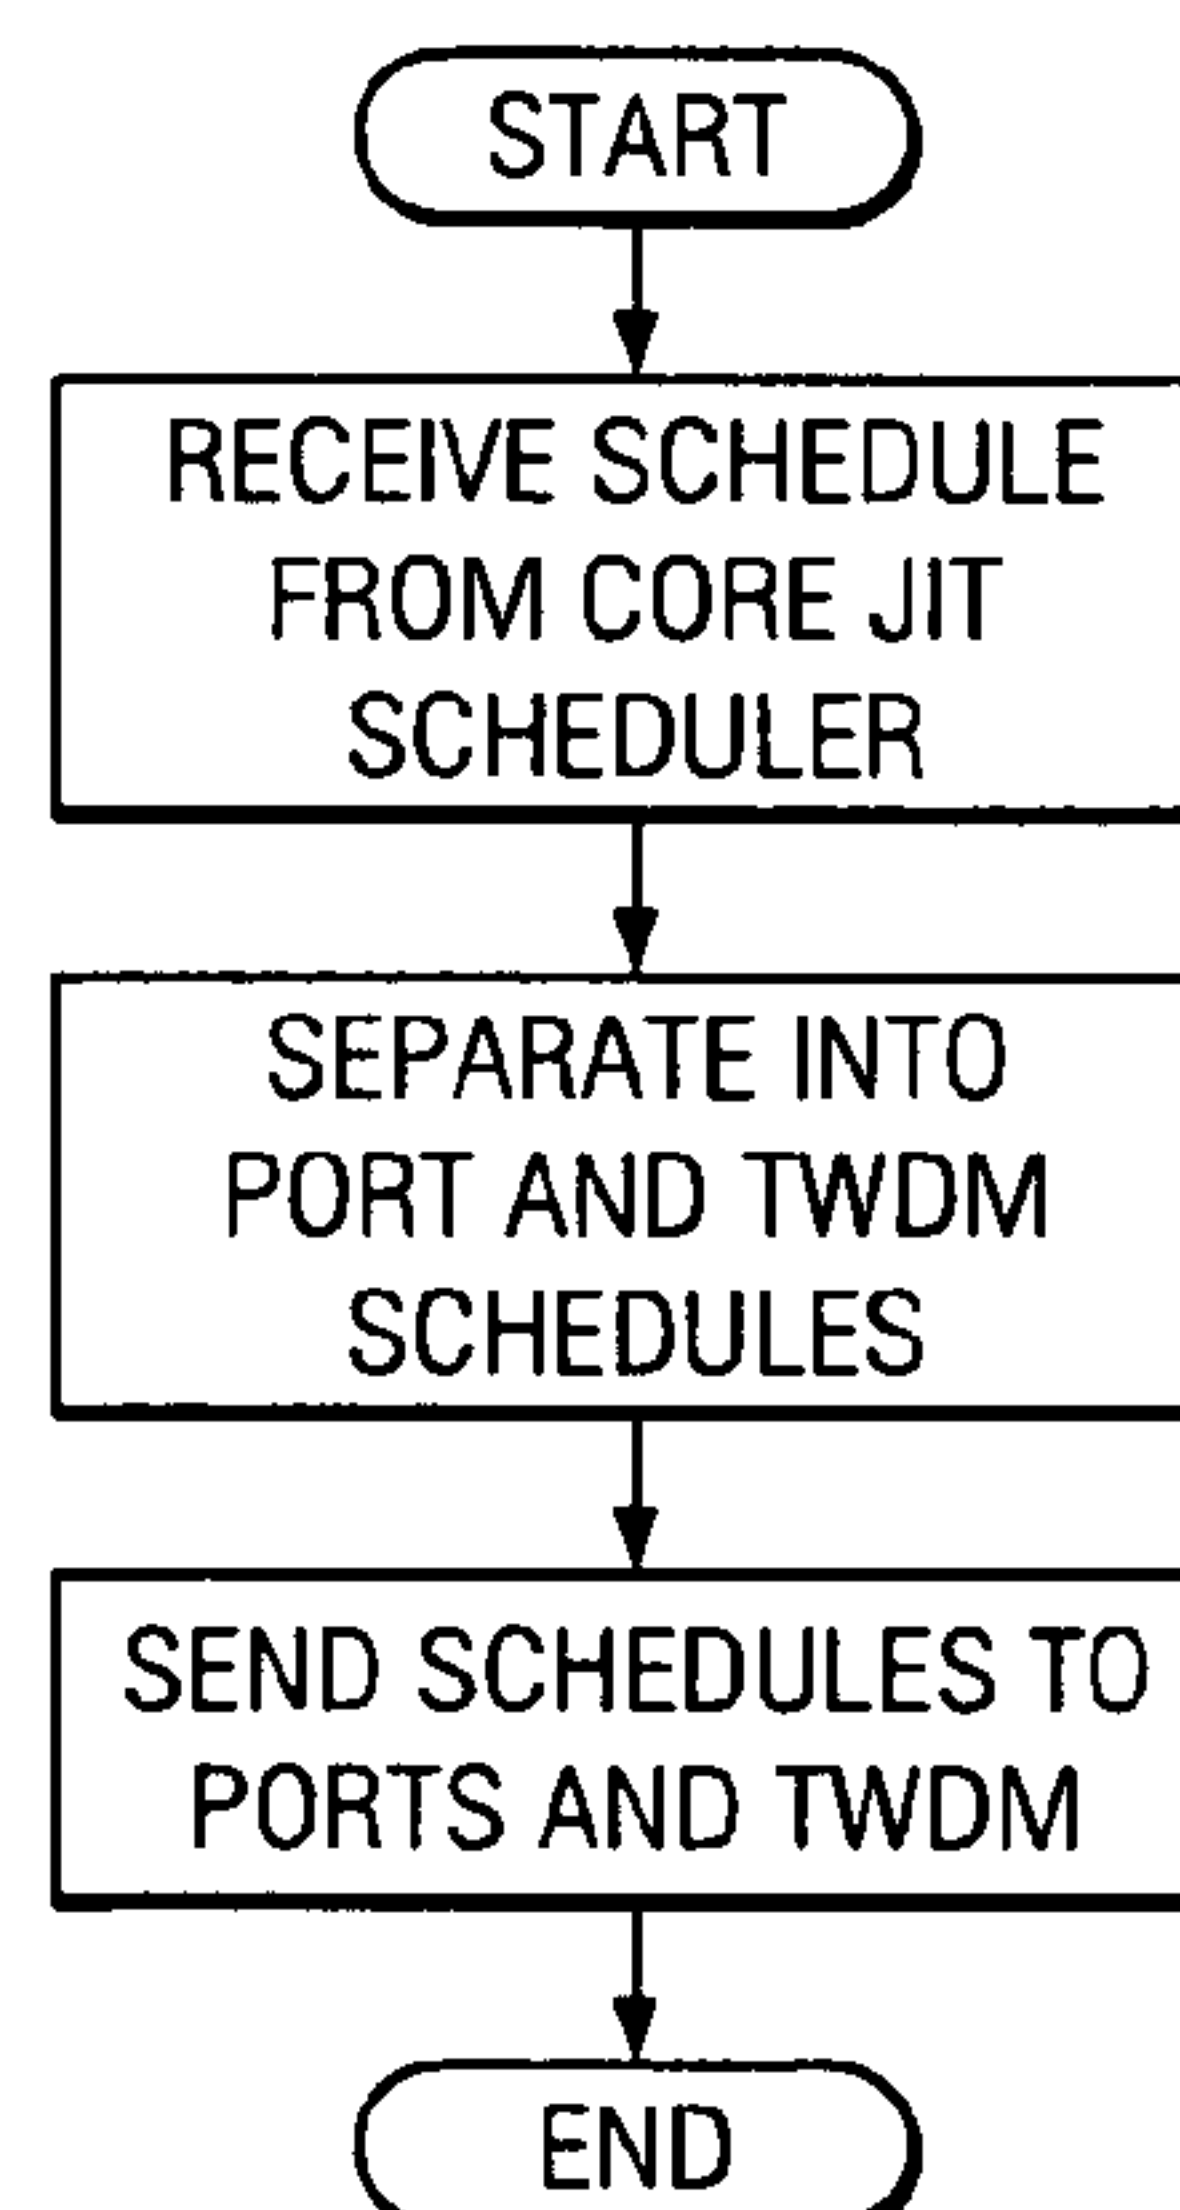 START
RECEIVE SCHEDULE
FROM CORE JIT
SCHEDULER
SEPARATE INTO
PORT AND TWDM
SCHEDULES
SEND SCHEDULES TO
PORTS AND TWDM
END